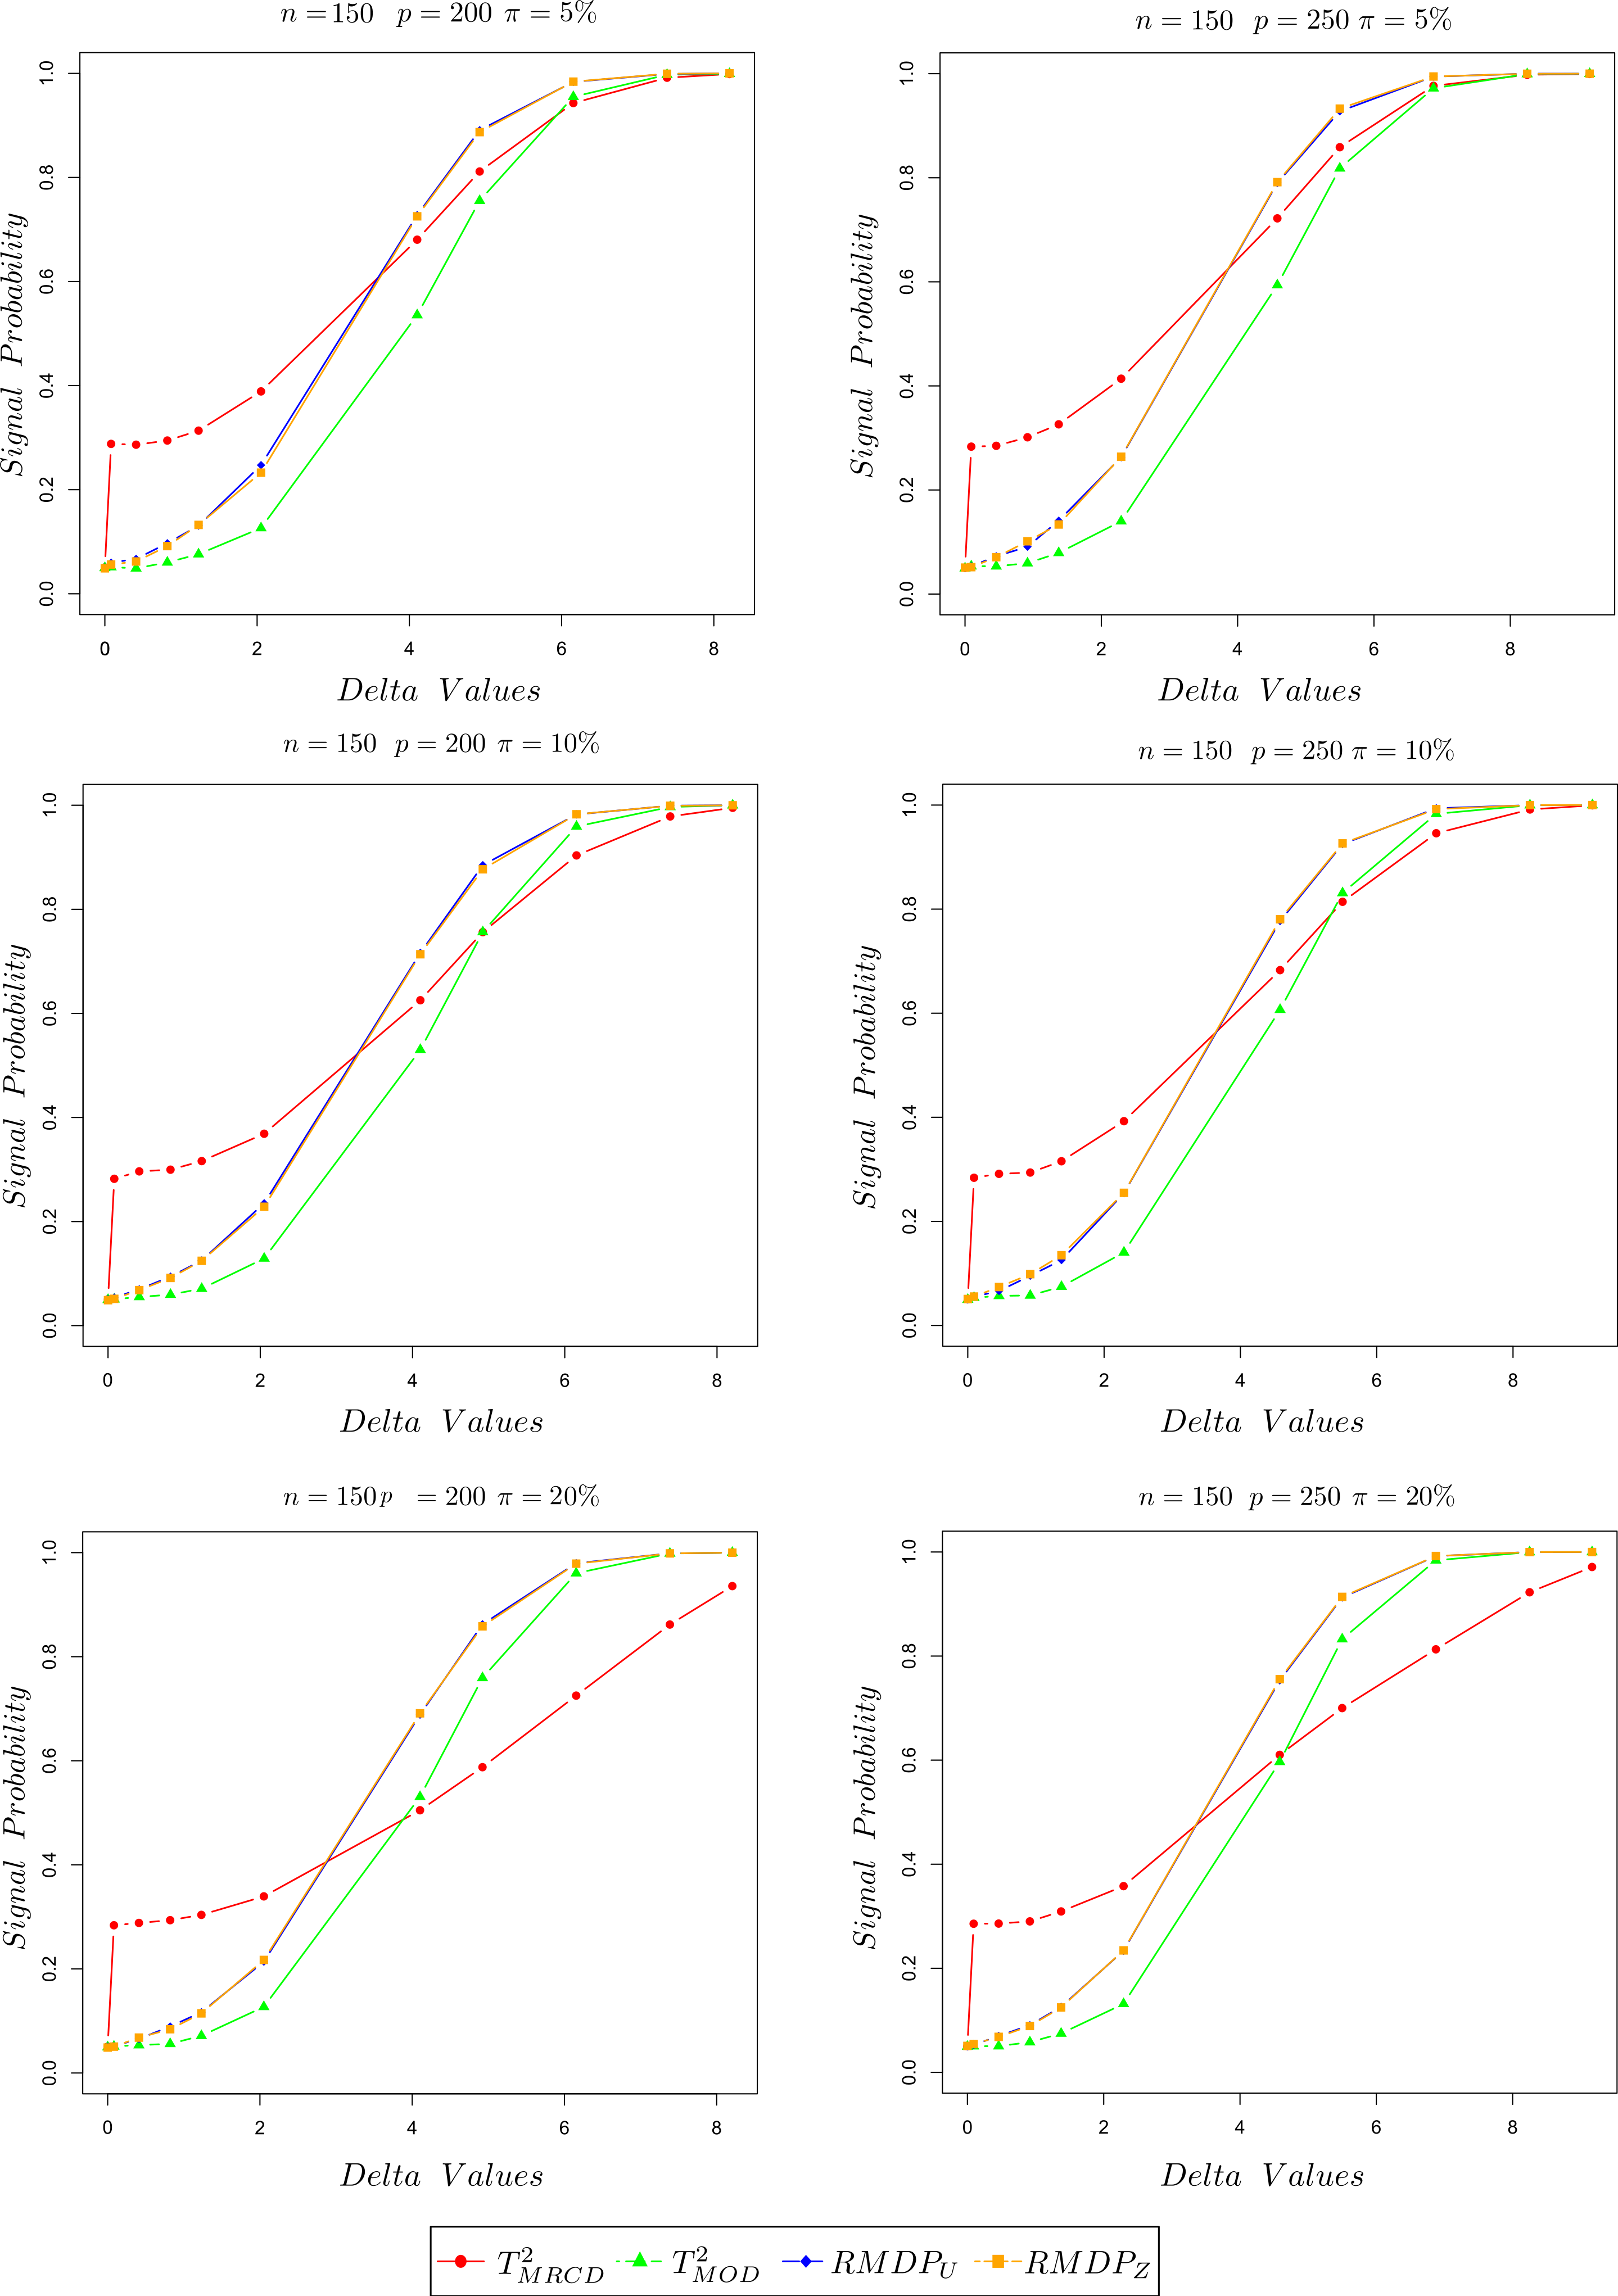 n = 150 p = 200 π = 5%
1.0
0.8
0.6
0.4
0.2
0.0
Signal Probability
0 2 4 6 8
Delta Values
n = 150 p = 250 π = 5%
1.0
0.8
0.6
0.4
0.2
0.0
Signal Probability
0 2 4 6 8
Delta Values
n = 150 p = 200 π = 10%
1.0
0.8
0.6
0.4
0.2
0.0
Signal Probability
0 2 4 6 8
Delta Values
n = 150 p = 250 π = 10%
1.0
0.8
0.6
0.4
0.2
0.0
Signal Probability
0 2 4 6 8
Delta Values
n = 150 p = 200 π = 20%
1.0
0.8
0.6
0.4
0.2
0.0
Signal Probability
0 2 4 6 8
Delta Values
n = 150 p = 250 π = 20%
1.0
0.8
0.6
0.4
0.2
0.0
Signal Probability
0 2 4 6 8
Delta Values
T²_MRCD T²_MOD RMDP_U RMDP_Z